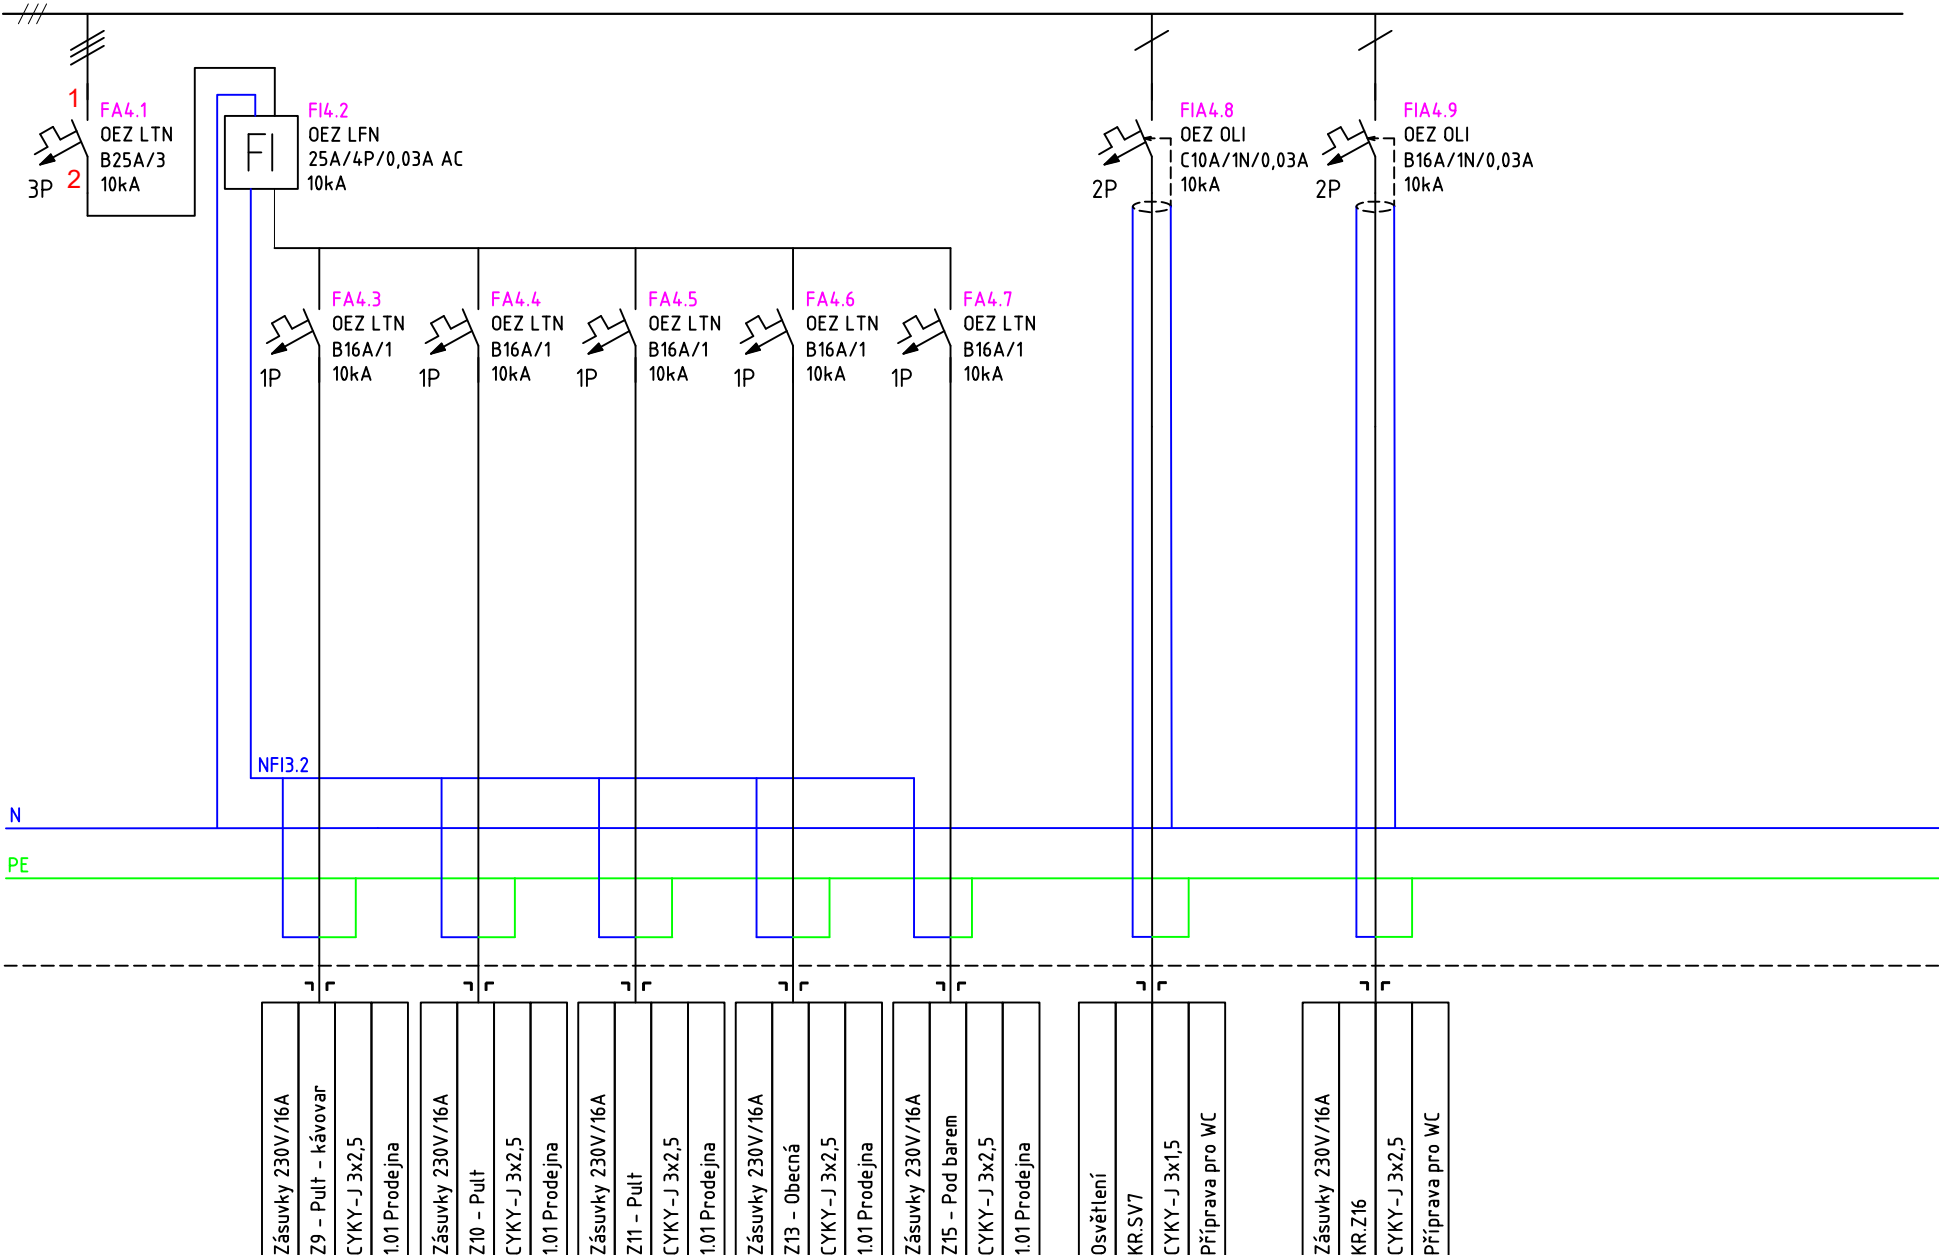 1
FA4.1
OEZ LTN
B25A/3
10kA
3P
2
FI
FI4.2
OEZ LFN
25A/4P/0,03A AC
10kA
FIA4.8
OEZ OLI
C10A/1N/0,03A
10kA
2P
FIA4.9
OEZ OLI
B16A/1N/0,03A
10kA
2P
FA4.3
OEZ LTN
B16A/1
10kA
1P
FA4.4
OEZ LTN
B16A/1
10kA
1P
FA4.5
OEZ LTN
B16A/1
10kA
1P
FA4.6
OEZ LTN
B16A/1
10kA
1P
FA4.7
OEZ LTN
B16A/1
10kA
1P
NFI3.2
N
PE
Zásuvky 230V/16A
Z9 - Pult - kávovar
CYKY-J 3x2,5
1.01 Prodejna
Zásuvky 230V/16A
Z10 - Pult
CYKY-J 3x2,5
1.01 Prodejna
Zásuvky 230V/16A
Z11 - Pult
CYKY-J 3x2,5
1.01 Prodejna
Zásuvky 230V/16A
Z13 - Obecná
CYKY-J 3x2,5
1.01 Prodejna
Zásuvky 230V/16A
Z15 - Pod barem
CYKY-J 3x2,5
1.01 Prodejna
Osvětlení
KR.SV7
CYKY-J 3x1,5
Příprava pro WC
Zásuvky 230V/16A
KR.Z16
CYKY-J 3x2,5
Příprava pro WC